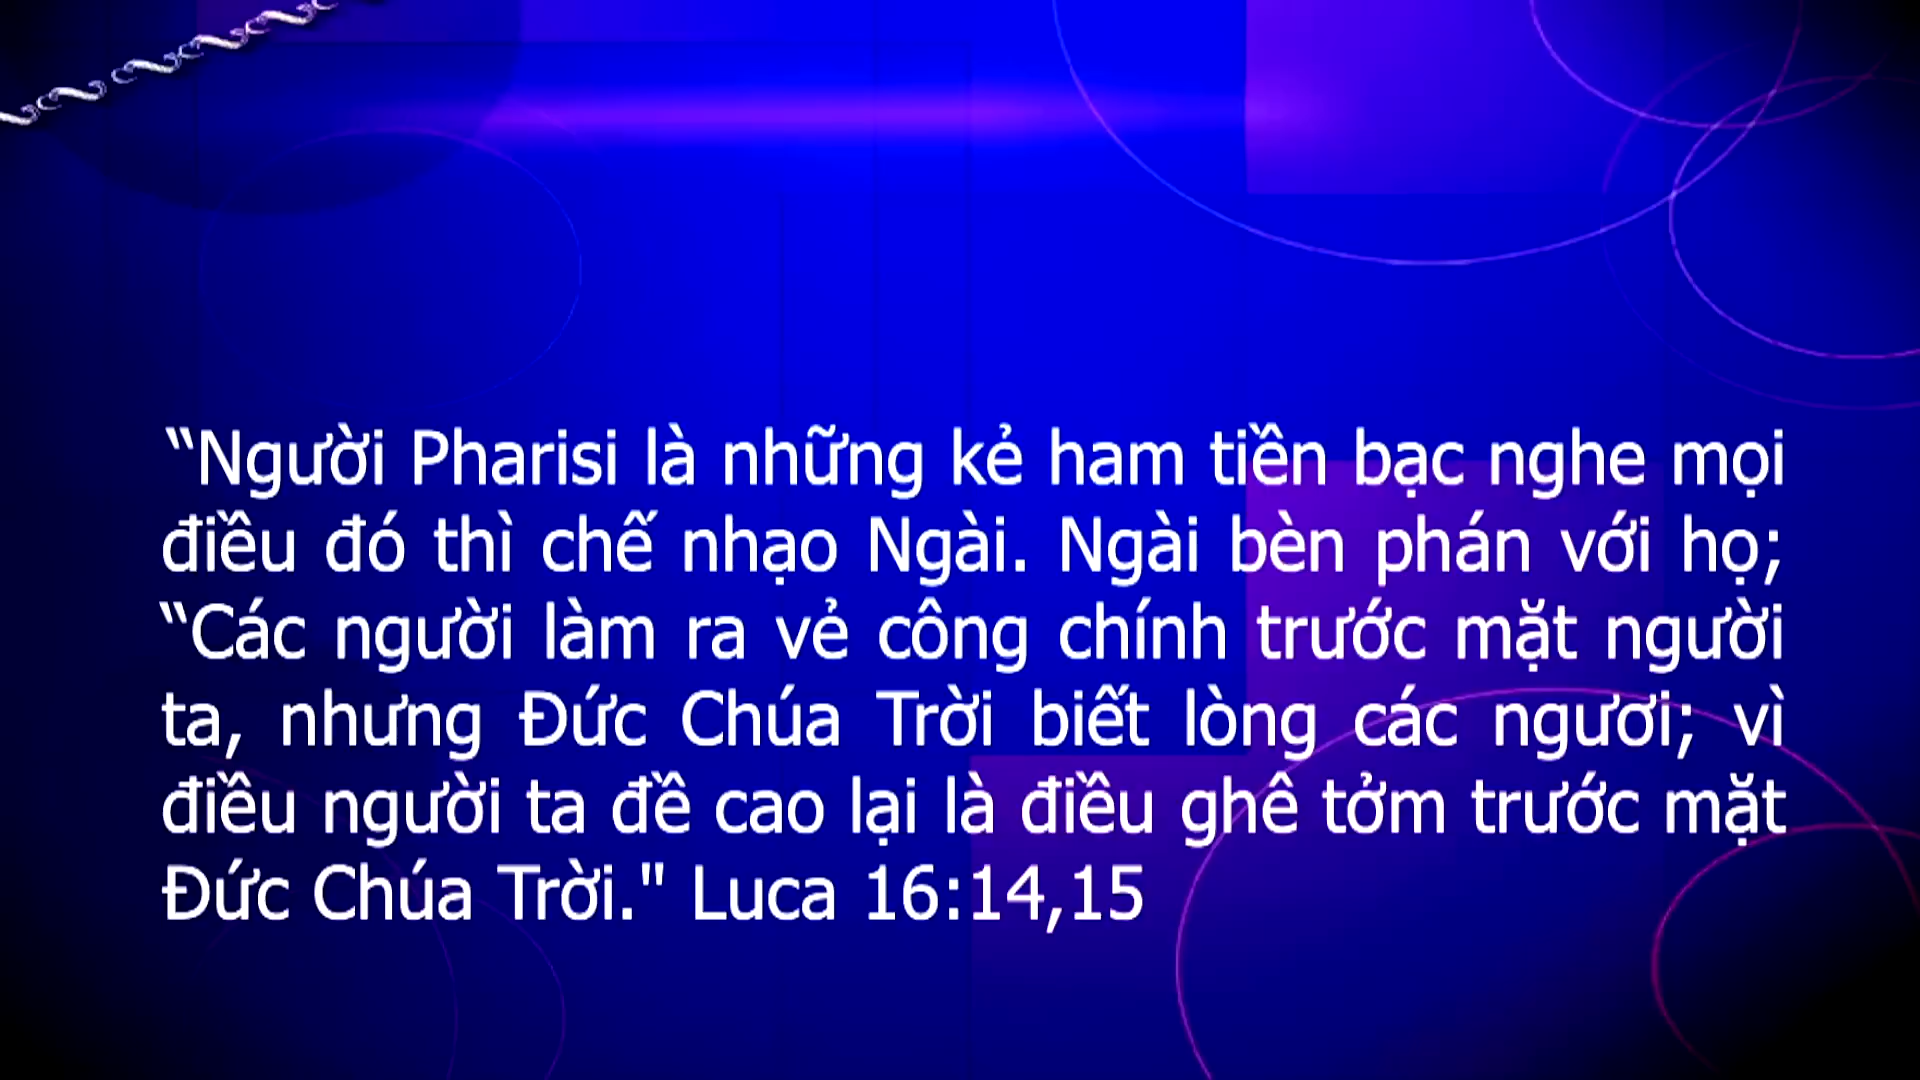 “Người Pharisi là những kẻ ham tiền bạc nghe mọi
điều đó thì chế nhạo Ngài. Ngài bèn phán với họ;
“Các người làm ra vẻ công chính trước mặt người
ta, nhưng Đức Chúa Trời biết lòng các ngươi; vì
điều người ta đề cao lại là điều ghê tởm trước mặt
Đức Chúa Trời." Luca 16:14,15